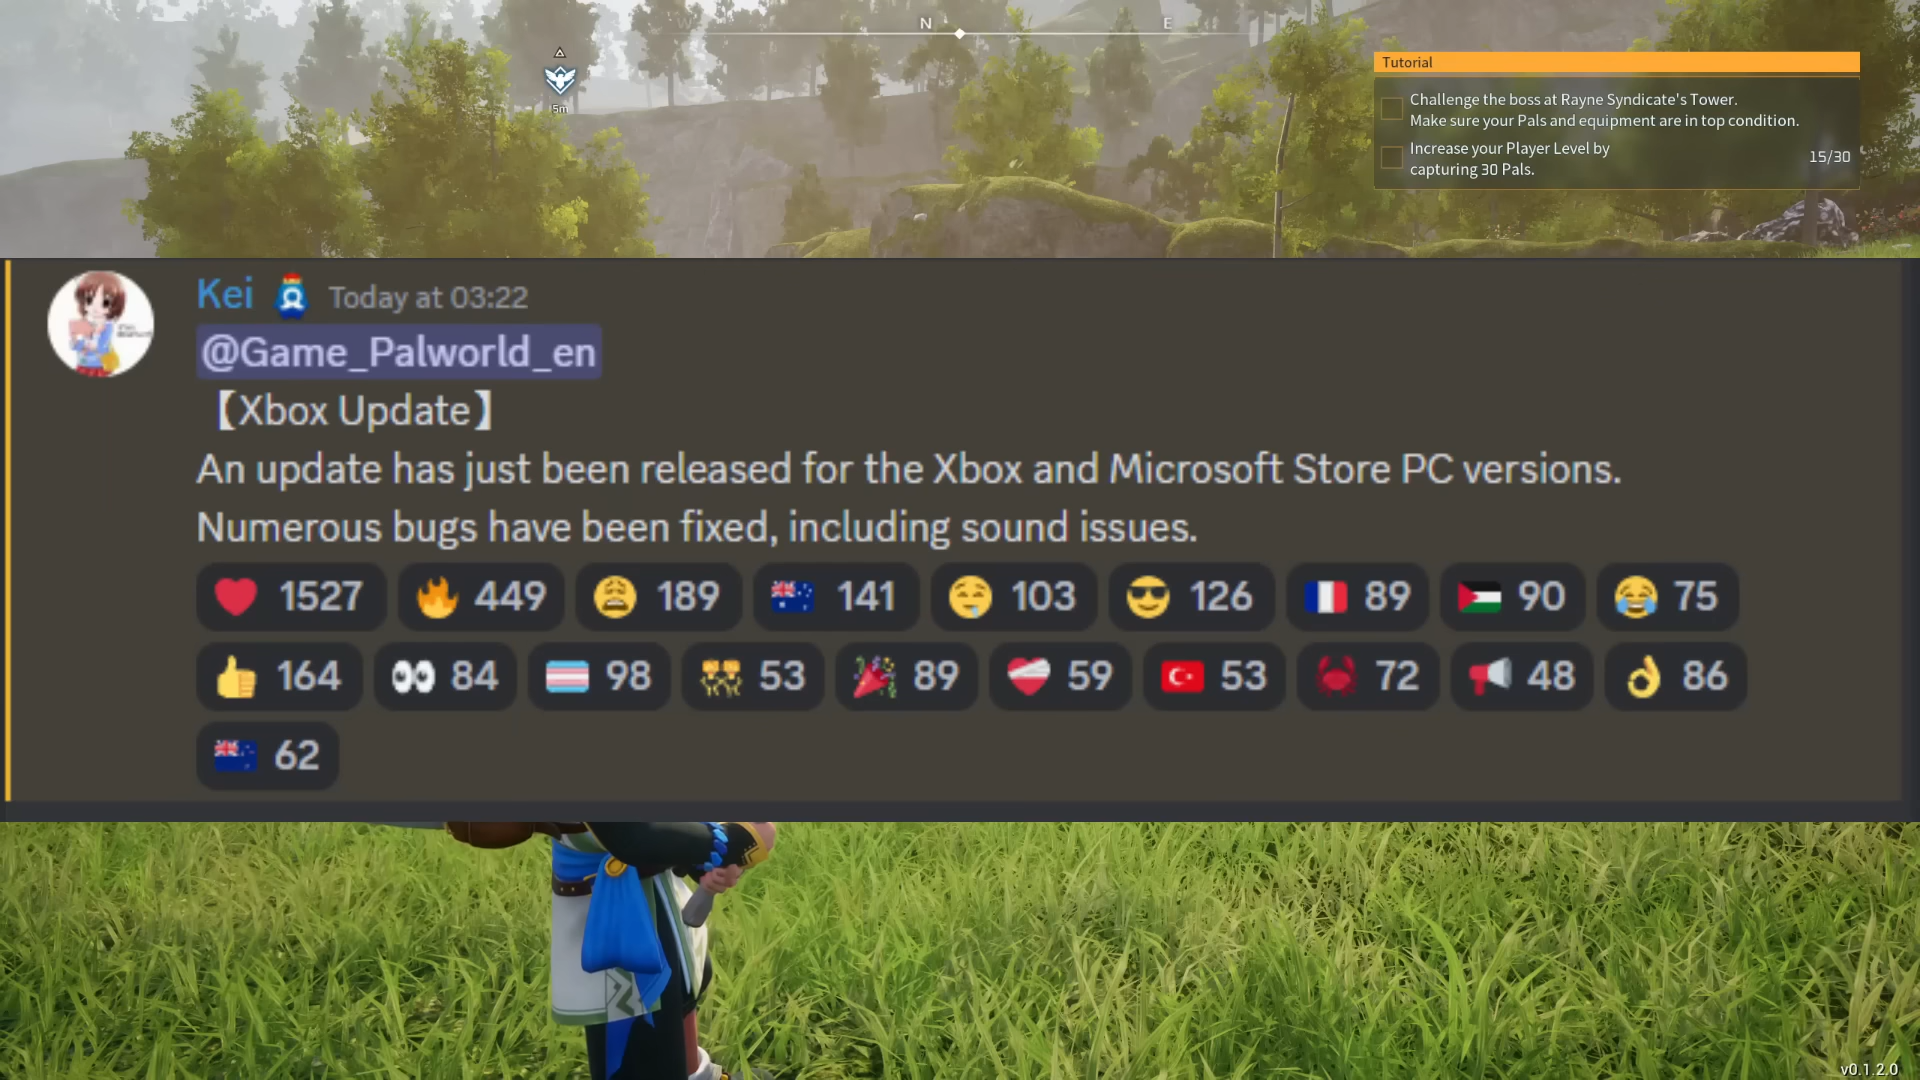 N E
5m
Tutorial
Challenge the boss at Rayne Syndicate's Tower.
Make sure your Pals and equipment are in top condition.
Increase your Player Level by
capturing 30 Pals.
15/30
Kei Today at 03:22
@Game_Palworld_en
【Xbox Update】
An update has just been released for the Xbox and Microsoft Store PC versions.
Numerous bugs have been fixed, including sound issues.
1527 449 189 141 103 126 89 90 75
164 84 98 53 89 59 53 72 48 86
62
v0.1.2.0